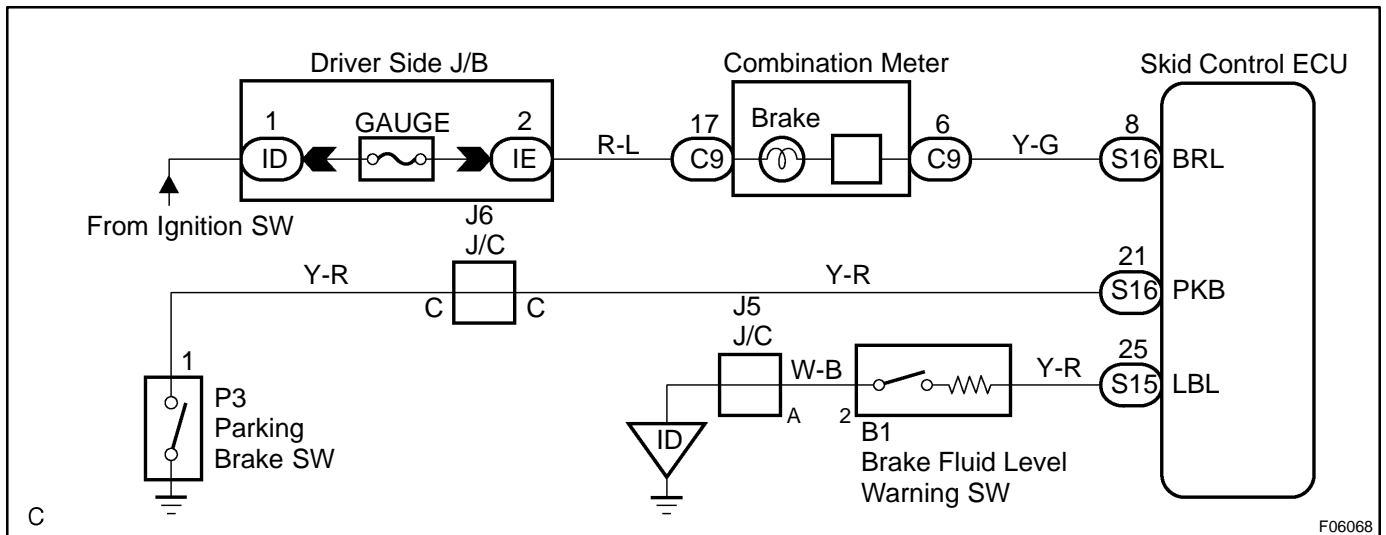 Driver Side J/B
Combination Meter
Skid Control ECU
1
GAUGE
2
17
Brake
6
8
ID
IE
R-L
C9
C9
Y-G
S16
BRL
From Ignition SW
J6
J/C
Y-R
C
C
Y-R
21
S16
PKB
J5
J/C
W-B
A
2
Y-R
25
S15
LBL
1
P3
Parking
Brake SW
ID
B1
Brake Fluid Level
Warning SW
C
F06068